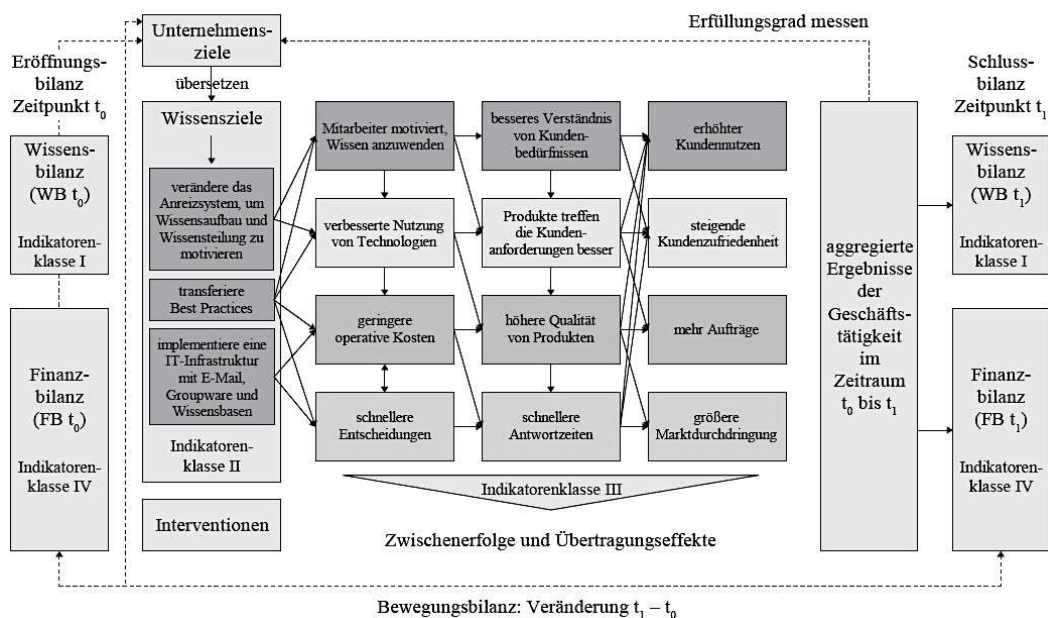 Eröffnungs-
bilanz
Zeitpunkt t₀
Wissens-
bilanz
(WB t₀)
Indikatoren-
klasse I
Finanz-
bilanz
(FB t₀)
Indikatoren-
klasse IV
Unternehmens-
ziele
übersetzen
Wissensziele
verändere das
Anreizsystem, um
Wissensaufbau und
Wissensteilung zu
motivieren
transferiere
Best Practices
implementiere eine
IT-Infrastruktur
mit E-Mail,
Groupware und
Wissensbasen
Indikatoren-
klasse II
Interventionen
Erfüllungsgrad messen
Mitarbeiter motiviert,
Wissen anzuwenden
verbesserte Nutzung
von Technologien
geringere
operative Kosten
schnellere
Entscheidungen
besseres Verständnis
von Kunden-
bedürfnissen
Produkte treffen
die Kunden-
anforderungen besser
höhere Qualität
von Produkten
schnellere
Antwortzeiten
erhöhter
Kundennutzen
steigende
Kundenzufriedenheit
mehr Aufträge
größere
Marktdurchdringung
Indikatorenklasse III
Zwischenerfolge und Übertragungseffekte
aggregierte
Ergebnisse
der
Geschäfts-
tätigkeit
im
Zeitraum
t₀ bis t₁
Schluss-
bilanz
Zeitpunkt t₁
Wissens-
bilanz
(WB t₁)
Indikatoren-
klasse I
Finanz-
bilanz
(FB t₁)
Indikatoren-
klasse IV
Bewegungsbilanz: Veränderung t₁ – t₀